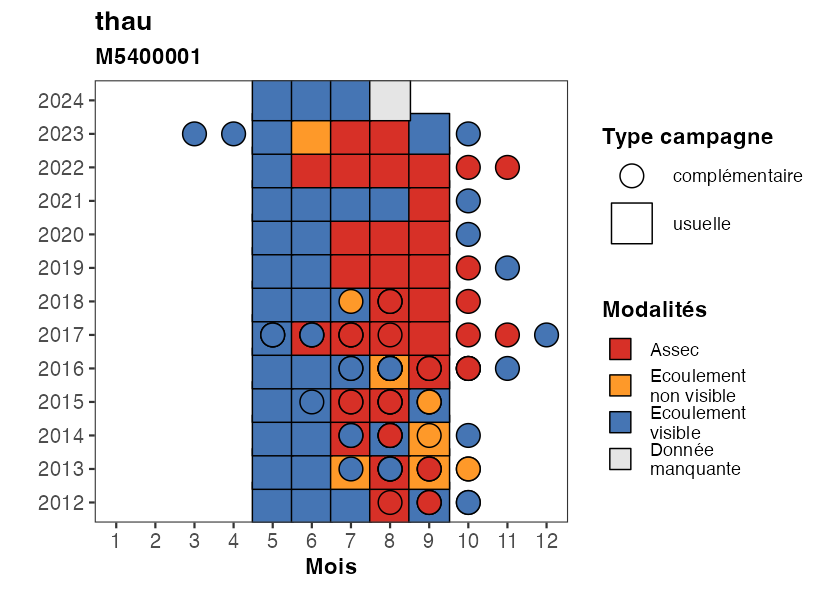 thau
M5400001
2024
2023
2022
2021
2020
2019
2018
2017
2016
2015
2014
2013
2012
1 2 3 4 5 6 7 8 9 10 11 12
Mois
Type campagne
complémentaire
usuelle
Modalités
Assec
Ecoulement
non visible
Ecoulement
visible
Donnée
manquante